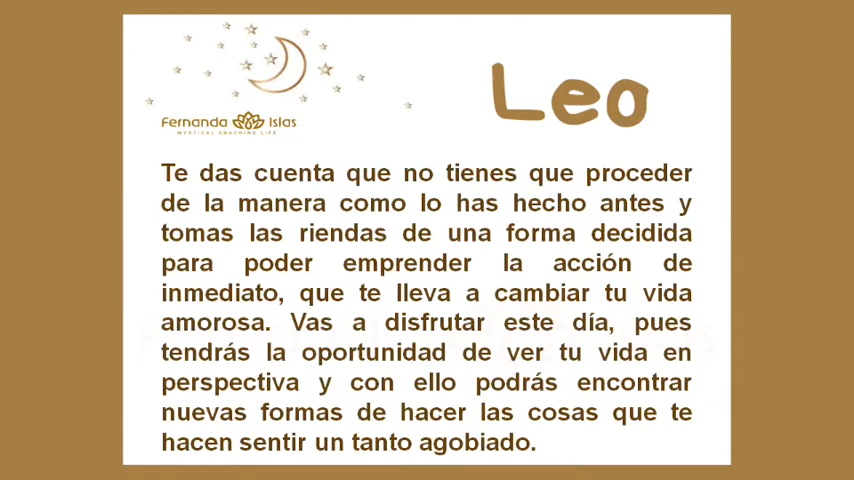 Leo
Fernanda Islas
MYSTICAL COACHING LIFE
Te das cuenta que no tienes que proceder
de la manera como lo has hecho antes y
tomas las riendas de una forma decidida
para poder emprender la acción de
inmediato, que te lleva a cambiar tu vida
amorosa. Vas a disfrutar este día, pues
tendrás la oportunidad de ver tu vida en
perspectiva y con ello podrás encontrar
nuevas formas de hacer las cosas que te
hacen sentir un tanto agobiado.